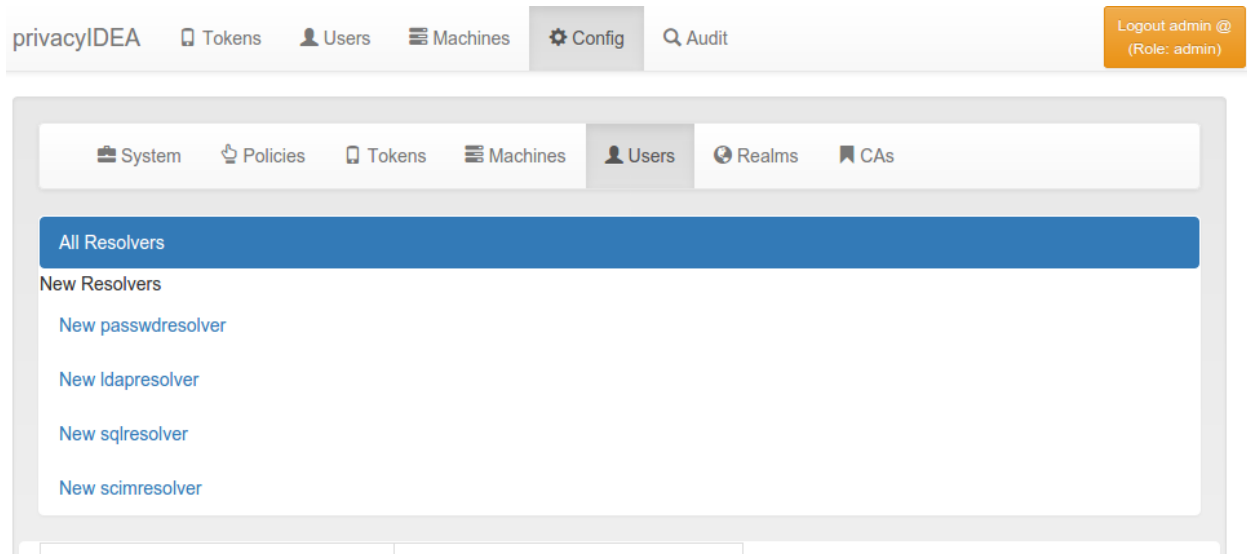 privacyIDEA Tokens Users Machines Config Audit Logout admin @
(Role: admin)
System Policies Tokens Machines Users Realms CAs
All Resolvers
New Resolvers
New passwdresolver
New ldapresolver
New sqlresolver
New scimresolver